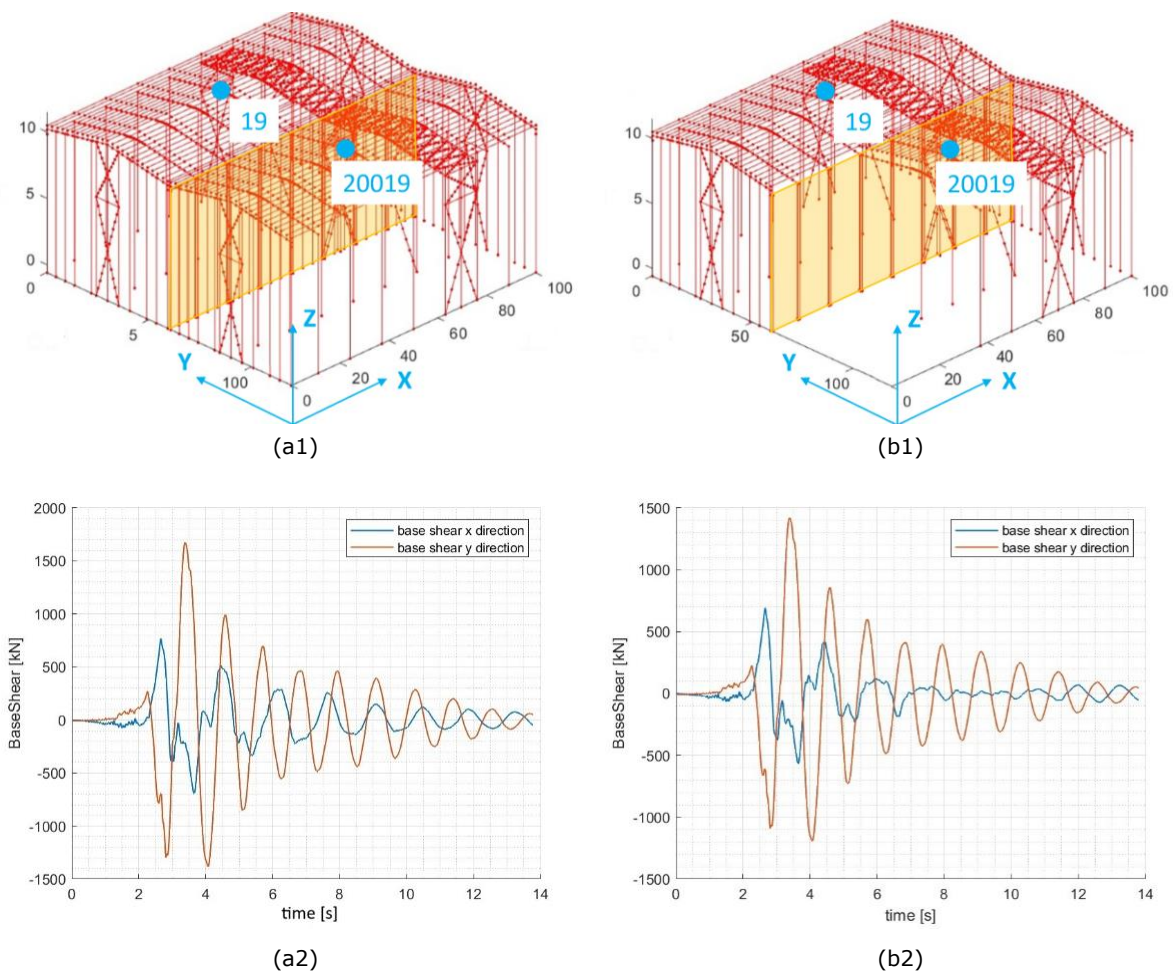 10
5
0
0
5
100
0
20
40
60
80
100
19
20019
Z
Y
X
(a1)
10
5
0
0
50
100
0
20
40
60
80
100
19
20019
Z
Y
X
(b1)
2000
1500
1000
500
0
-500
-1000
-1500
BaseShear [kN]
base shear x direction
base shear y direction
0 2 4 6 8 10 12 14
time [s]
(a2)
1500
1000
500
0
-500
-1000
-1500
BaseShear [kN]
base shear x direction
base shear y direction
0 2 4 6 8 10 12 14
time [s]
(b2)